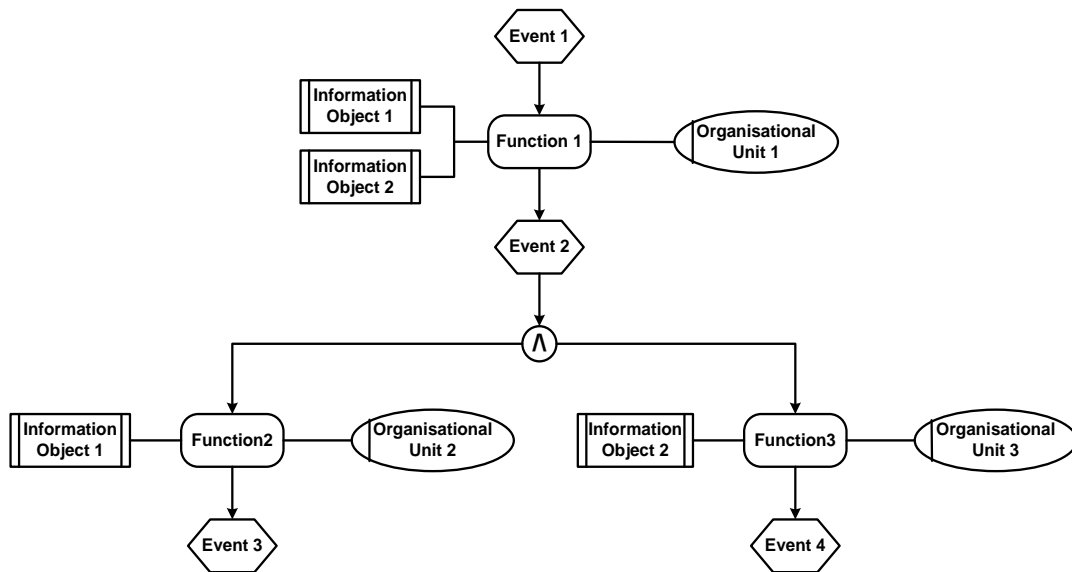 Event 1
Information
Object 1
Function 1
Organisational
Unit 1
Information
Object 2
Event 2
Λ
Information
Object 1
Function2
Organisational
Unit 2
Information
Object 2
Function3
Organisational
Unit 3
Event 3
Event 4